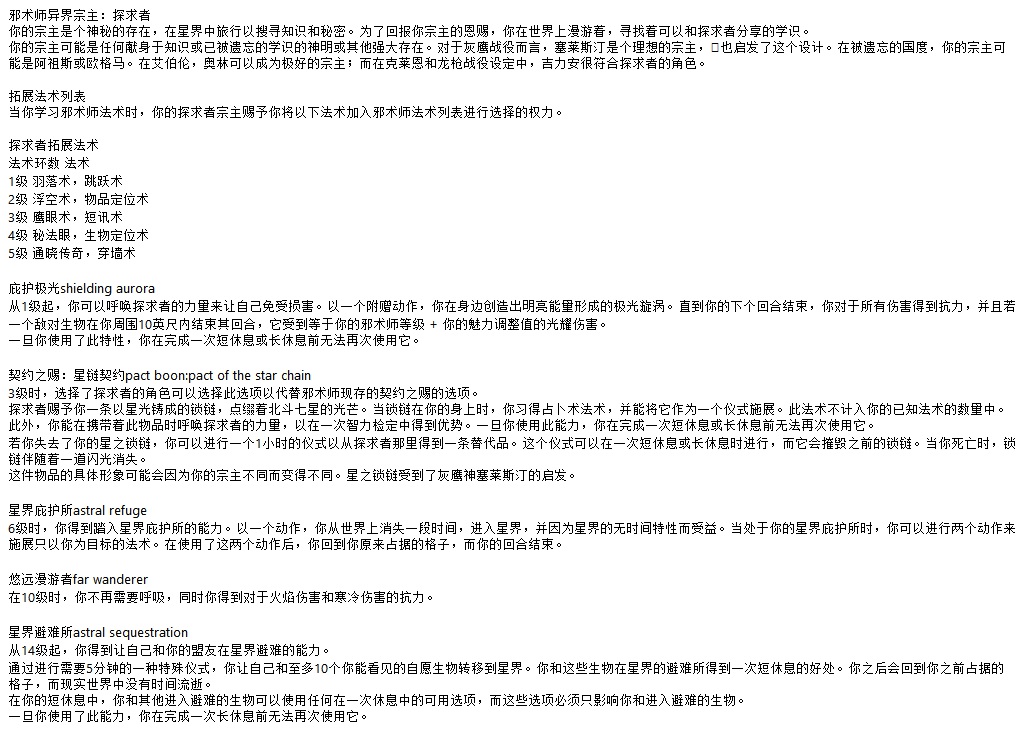 邪术师异界宗主：探求者
你的宗主是个神秘的存在，在星界中旅行以搜寻知识和秘密。为了回报你宗主的恩赐，你在世界上漫游着，寻找着可以和探求者分享的学识。
你的宗主可能是任何献身于知识或已被遗忘的学识的神明或其他强大存在。对于灰鹰战役而言，塞莱斯汀是个理想的宗主，▯也启发了这个设计。在被遗忘的国度，你的宗主可
能是阿祖斯或欧格马。在艾伯伦，奥林可以成为极好的宗主；而在克莱恩和龙枪战役设定中，吉力安很符合探求者的角色。
拓展法术列表
当你学习邪术师法术时，你的探求者宗主赐予你将以下法术加入邪术师法术列表进行选择的权力。
探求者拓展法术
法术环数 法术
1级 羽落术，跳跃术
2级 浮空术，物品定位术
3级 鹰眼术，短讯术
4级 秘法眼，生物定位术
5级 通晓传奇，穿墙术
庇护极光shielding aurora
从1级起，你可以呼唤探求者的力量来让自己免受损害。以一个附赠动作，你在身边创造出明亮能量形成的极光漩涡。直到你的下个回合结束，你对于所有伤害得到抗力，并且若
一个敌对生物在你周围10英尺内结束其回合，它受到等于你的邪术师等级 + 你的魅力调整值的光耀伤害。
一旦你使用了此特性，你在完成一次短休息或长休息前无法再次使用它。
契约之赐：星链契约pact boon:pact of the star chain
3级时，选择了探求者的角色可以选择此选项以代替邪术师现存的契约之赐的选项。
探求者赐予你一条以星光铸成的锁链，点缀着北斗七星的光芒。当锁链在你的身上时，你习得占卜术法术，并能将它作为一个仪式施展。此法术不计入你的已知法术的数量中。
此外，你能在携带着此物品时呼唤探求者的力量，以在一次智力检定中得到优势。一旦你使用此能力，你在完成一次短休息或长休息前无法再次使用它。
若你失去了你的星之锁链，你可以进行一个1小时的仪式以从探求者那里得到一条替代品。这个仪式可以在一次短休息或长休息时进行，而它会摧毁之前的锁链。当你死亡时，锁
链伴随着一道闪光消失。
这件物品的具体形象可能会因为你的宗主不同而变得不同。星之锁链受到了灰鹰神塞莱斯汀的启发。
星界庇护所astral refuge
6级时，你得到踏入星界庇护所的能力。以一个动作，你从世界上消失一段时间，进入星界，并因为星界的无时间特性而受益。当处于你的星界庇护所时，你可以进行两个动作来
施展只以你为目标的法术。在使用了这两个动作后，你回到你原来占据的格子，而你的回合结束。
悠远漫游者far wanderer
在10级时，你不再需要呼吸，同时你得到对于火焰伤害和寒冷伤害的抗力。
星界避难所astral sequestration
从14级起，你得到让自己和你的盟友在星界避难的能力。
通过进行需要5分钟的一种特殊仪式，你让自己和至多10个你能看见的自愿生物转移到星界。你和这些生物在星界的避难所得到一次短休息的好处。你之后会回到你之前占据的
格子，而现实世界中没有时间流逝。
在你的短休息中，你和其他进入避难的生物可以使用任何在一次休息中的可用选项，而这些选项必须只影响你和进入避难的生物。
一旦你使用了此能力，你在完成一次长休息前无法再次使用它。